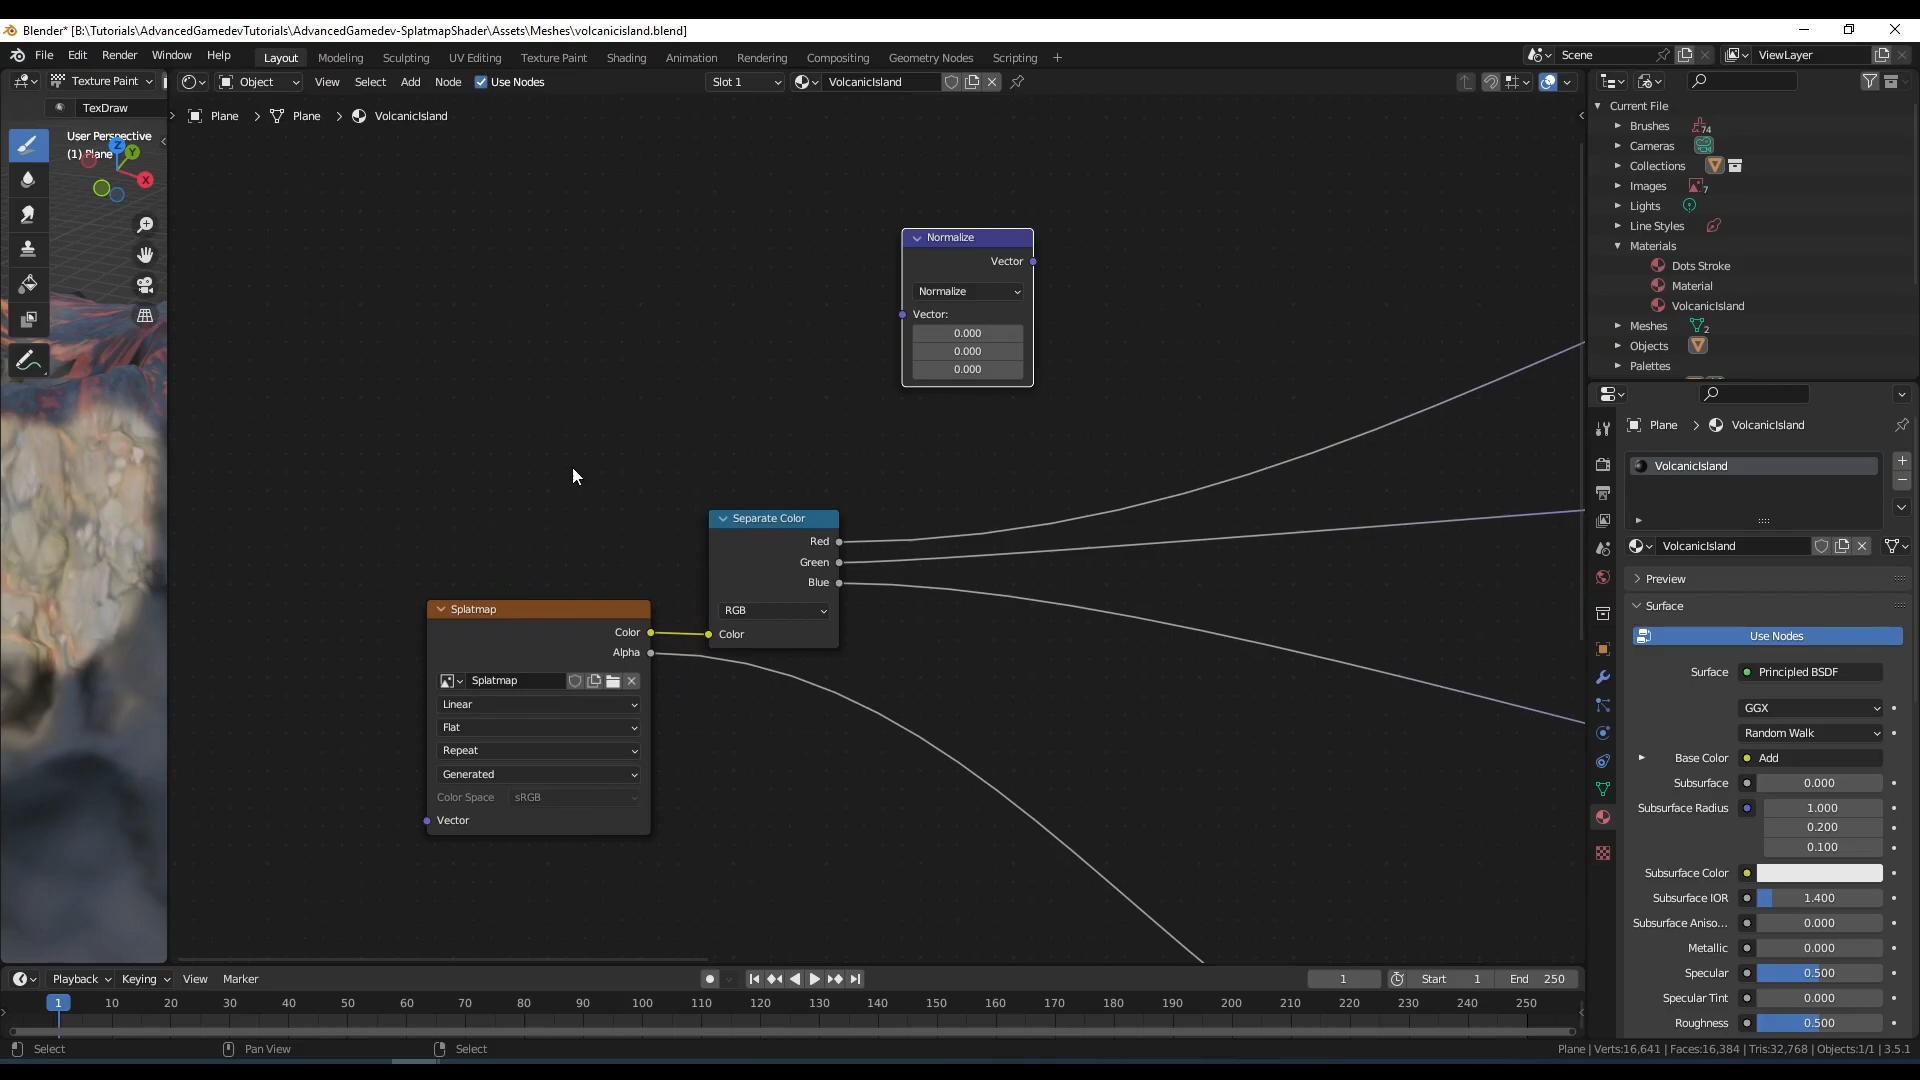 Blender* [B:\Tutorials\AdvancedGamedevTutorials\AdvancedGamedev-SplatmapShader\Assets\Meshes\volcanicisland.blend]
File Edit Render Window Help Layout Modeling Sculpting UV Editing Texture Paint Shading Animation Rendering Compositing Geometry Nodes Scripting + Scene ViewLayer
Texture Paint Object View Select Add Node Use Nodes Slot 1 VolcanicIsland
TexDraw
Plane > Plane > VolcanicIsland
User Perspective
(1) Plane
Z
Y
X
Normalize
Vector
Normalize
Vector:
0.000
0.000
0.000
Separate Color
Red
Green
Blue
RGB
Color
Splatmap
Color
Alpha
Splatmap
Linear
Flat
Repeat
Generated
Color Space sRGB
Vector
Current File
Brushes 74
Cameras
Collections
Images 7
Lights
Line Styles
Materials
Dots Stroke
Material
VolcanicIsland
Meshes 2
Objects
Palettes
Plane > VolcanicIsland
VolcanicIsland
VolcanicIsland
Preview
Surface
Use Nodes
Surface Principled BSDF
GGX
Random Walk
Base Color Add
Subsurface 0.000
Subsurface Radius 1.000
0.200
0.100
Subsurface Color
Subsurface IOR 1.400
Subsurface Aniso... 0.000
Metallic 0.000
Specular 0.500
Specular Tint 0.000
Roughness 0.500
Playback Keying View Marker 1 Start 1 End 250
1 10 20 30 40 50 60 70 80 90 100 110 120 130 140 150 160 170 180 190 200 210 220 230 240 250
Select Pan View Select Plane | Verts:16,641 | Faces:16,384 | Tris:32,768 | Objects:1/1 | 3.5.1